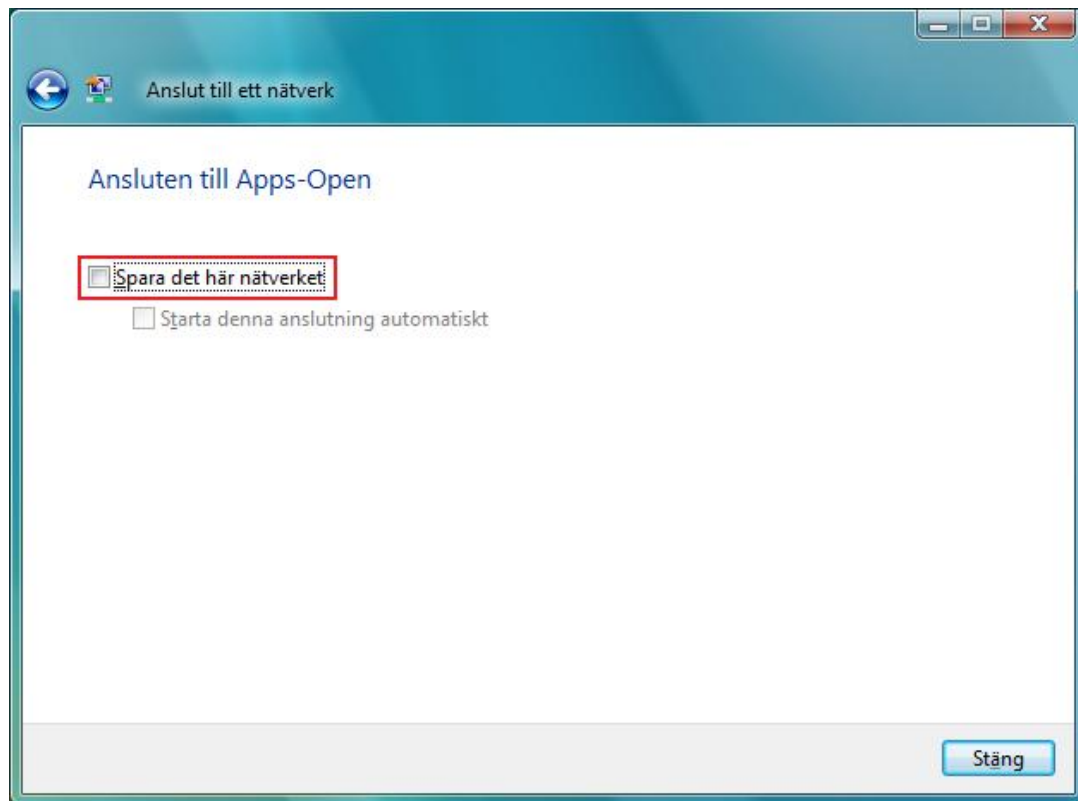 Anslut till ett nätverk
Ansluten till Apps-Open
Spara det här nätverket
Starta denna anslutning automatiskt
Stäng